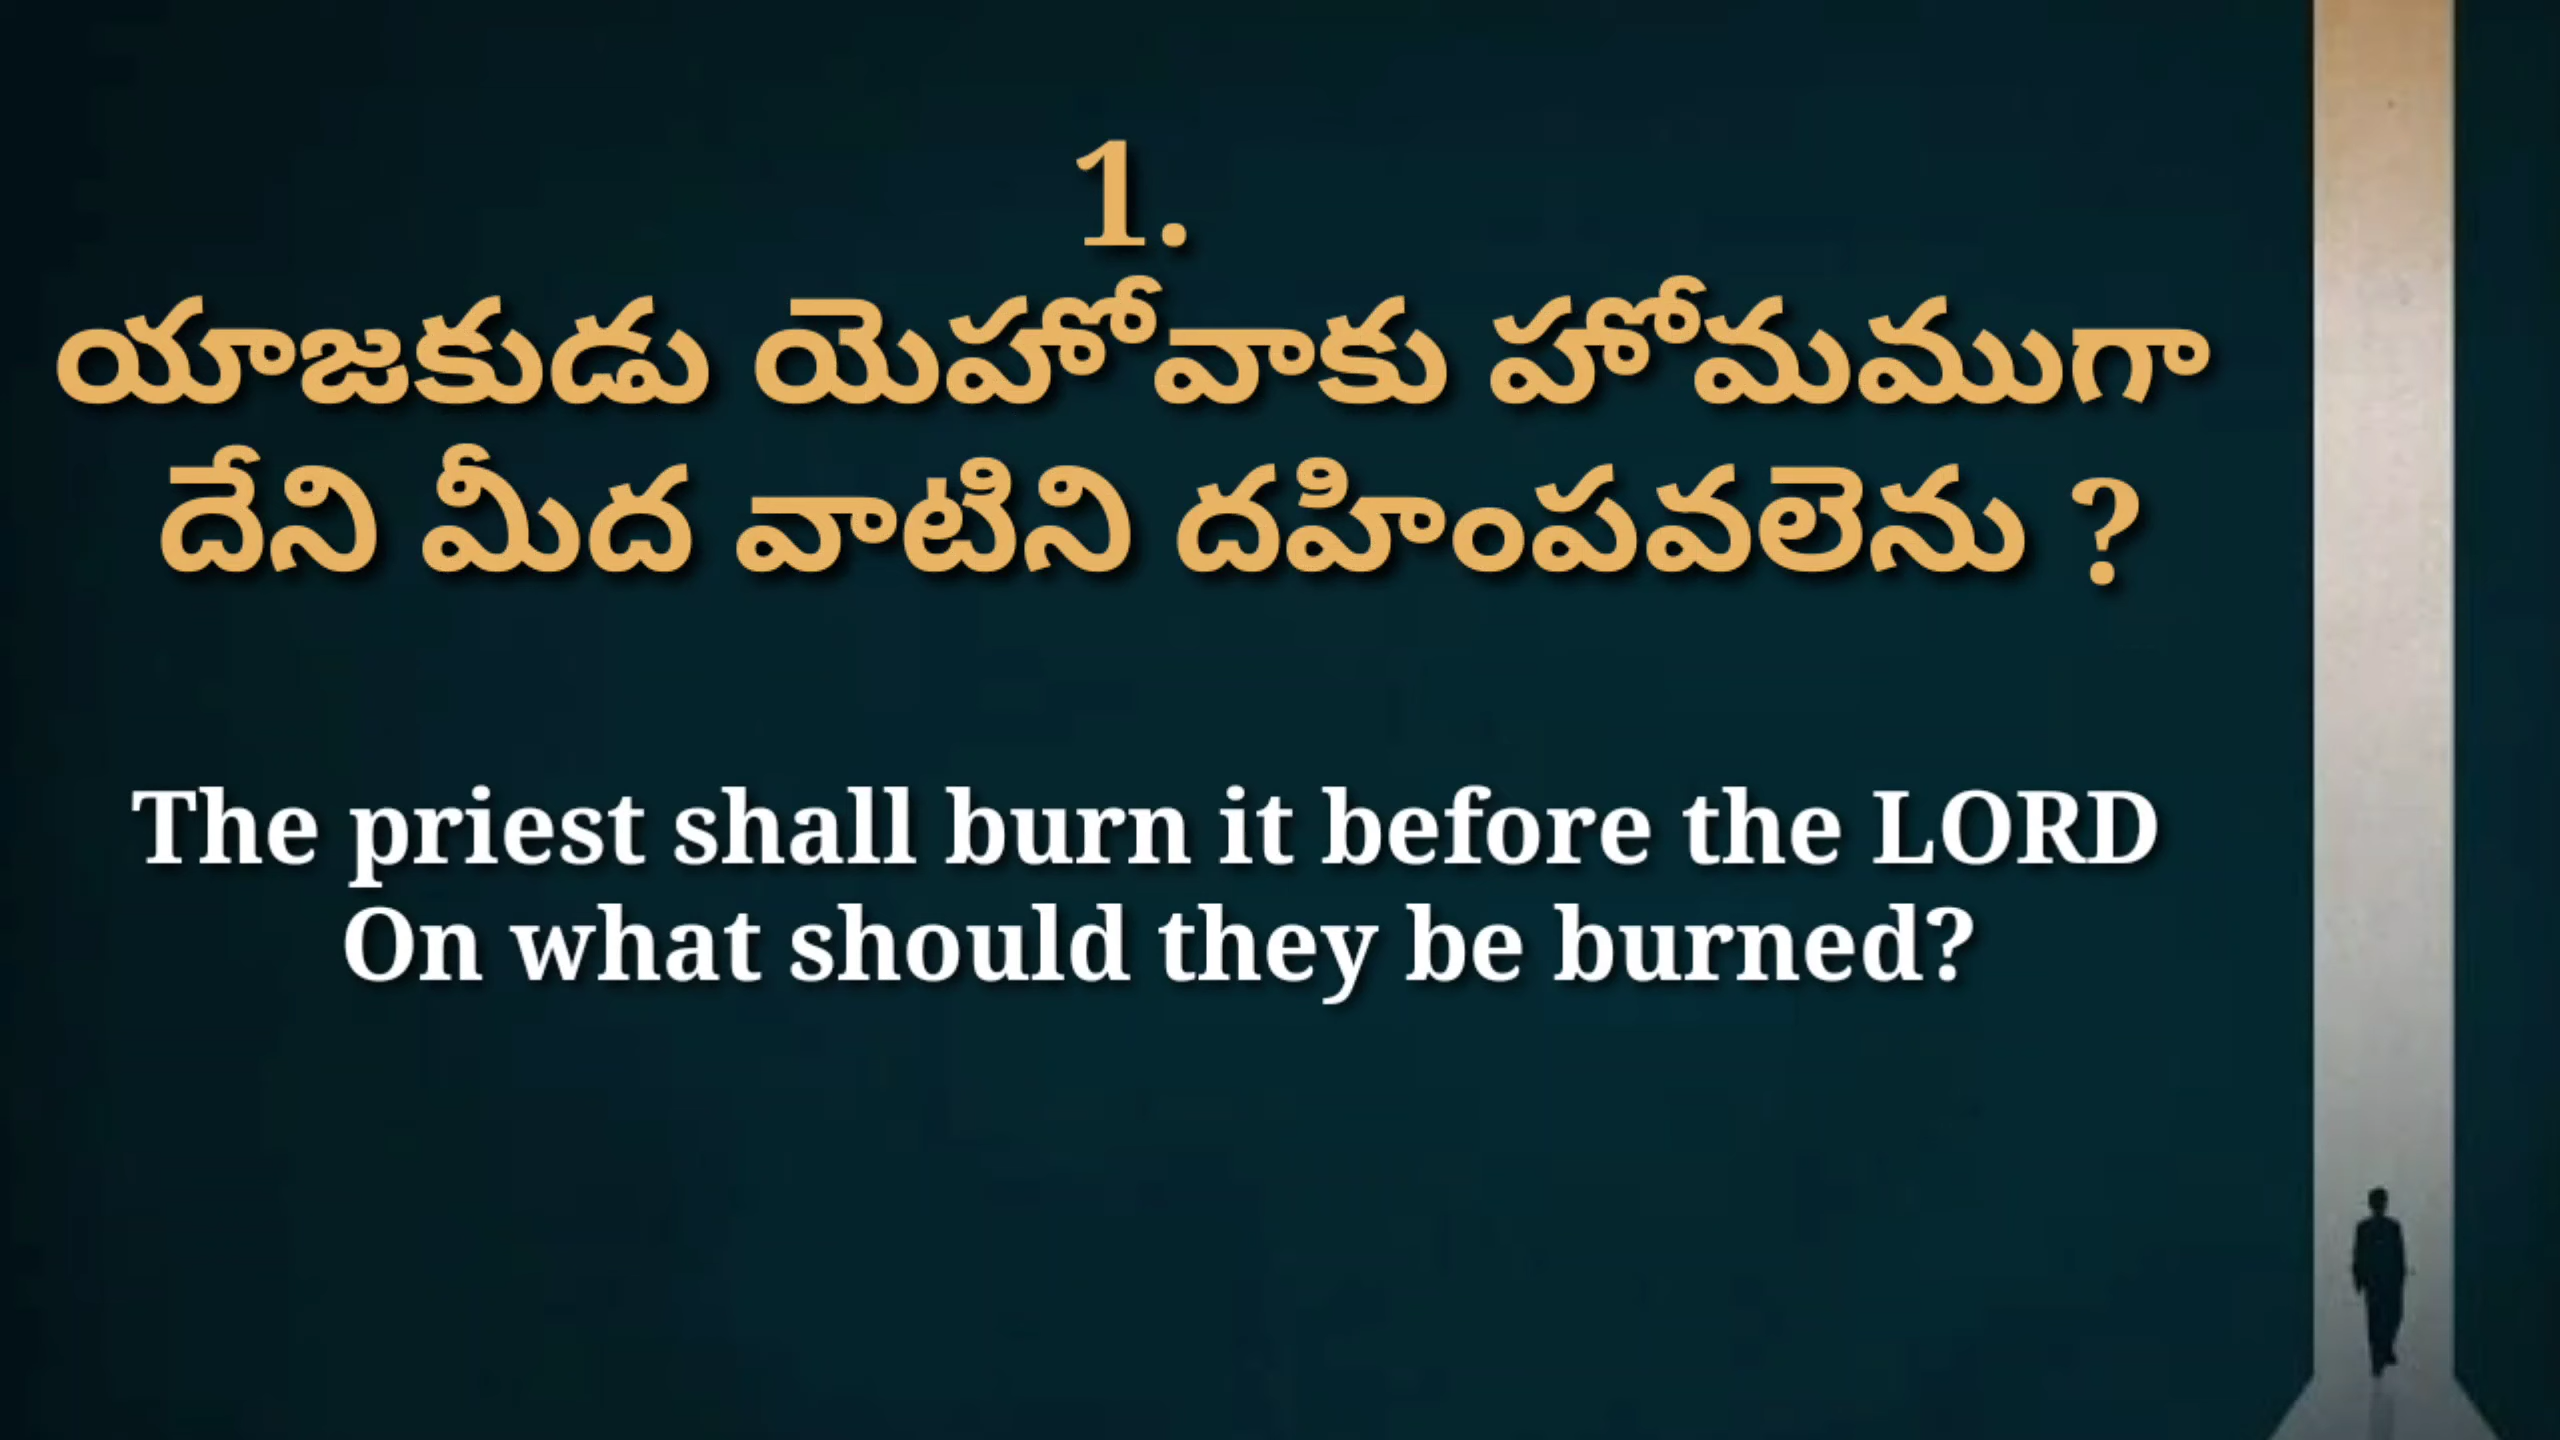 1.
యాజకుడు యెహోవాకు హోమముగా
దేని మీద వాటిని దహింపవలెను ?
The priest shall burn it before the LORD
On what should they be burned?